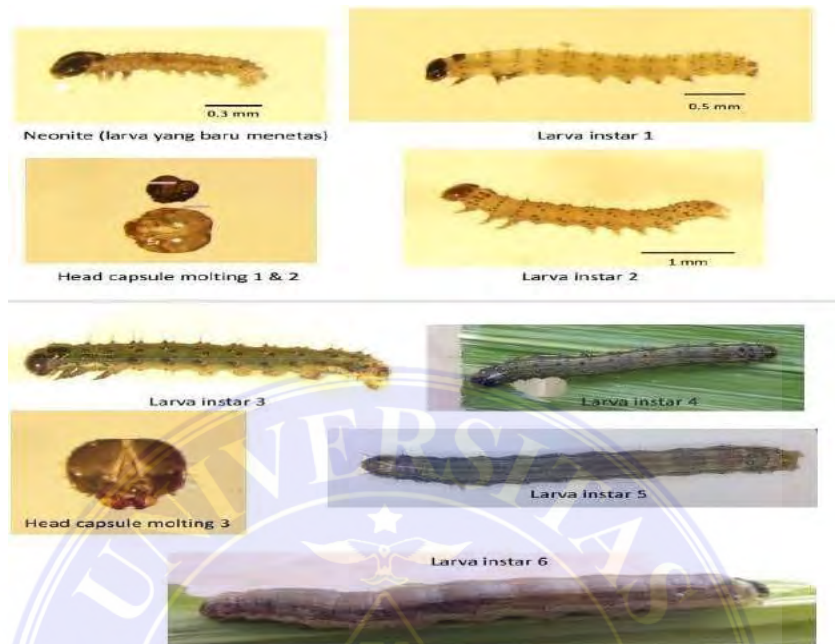 0.3 mm
Neonite (larva yang baru menetas)
0.5 mm
Larva instar 1
Head capsule molting 1 & 2
1 mm
Larva instar 2
Larva instar 3
Larva instar 4
Head capsule molting 3
Larva instar 5
Larva instar 6
UNIVERSITAS